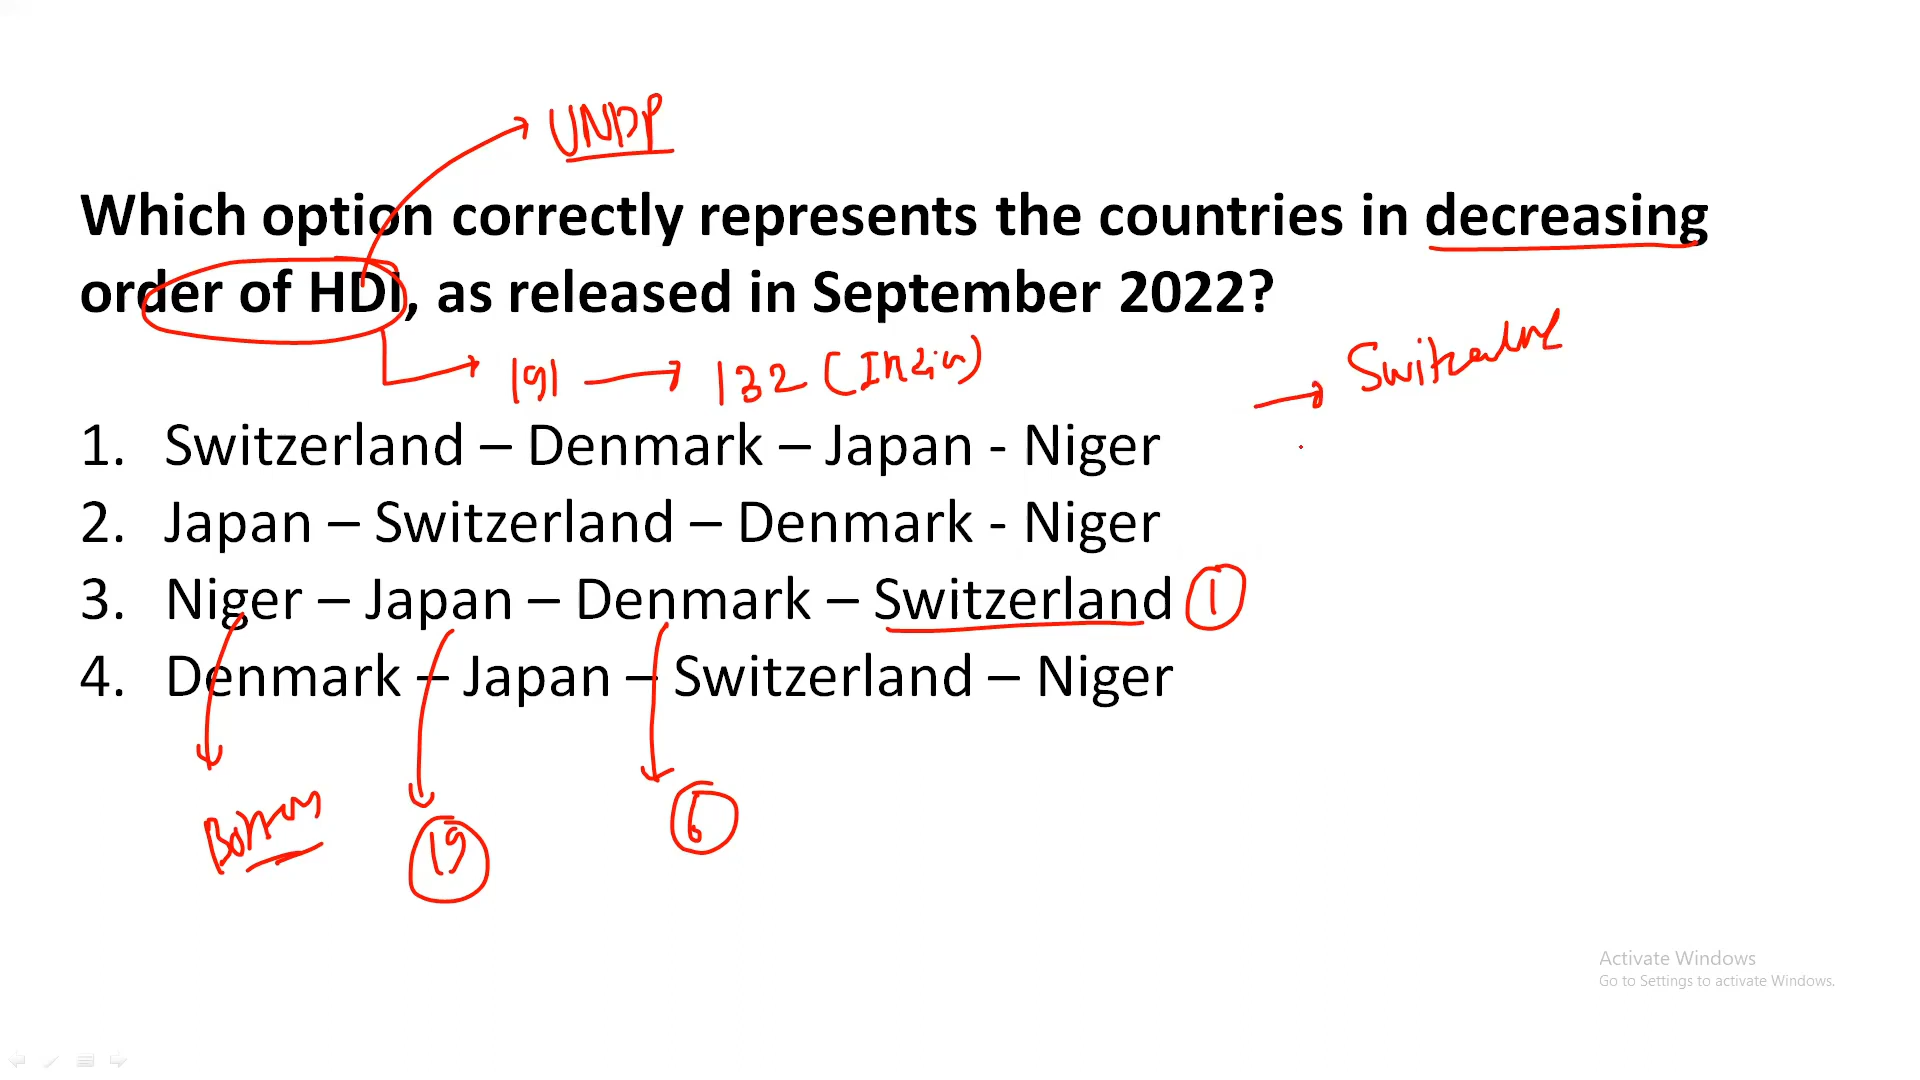 UNDP
Which option correctly represents the countries in decreasing
order of HDI, as released in September 2022?
191 → 132 (India)
→
1. Switzerland – Denmark – Japan - Niger
2. Japan – Switzerland – Denmark - Niger
3. Niger – Japan – Denmark – Switzerland 1
4. Denmark – Japan – Switzerland – Niger
6
19
Activate Windows
Go to Settings to activate Windows.